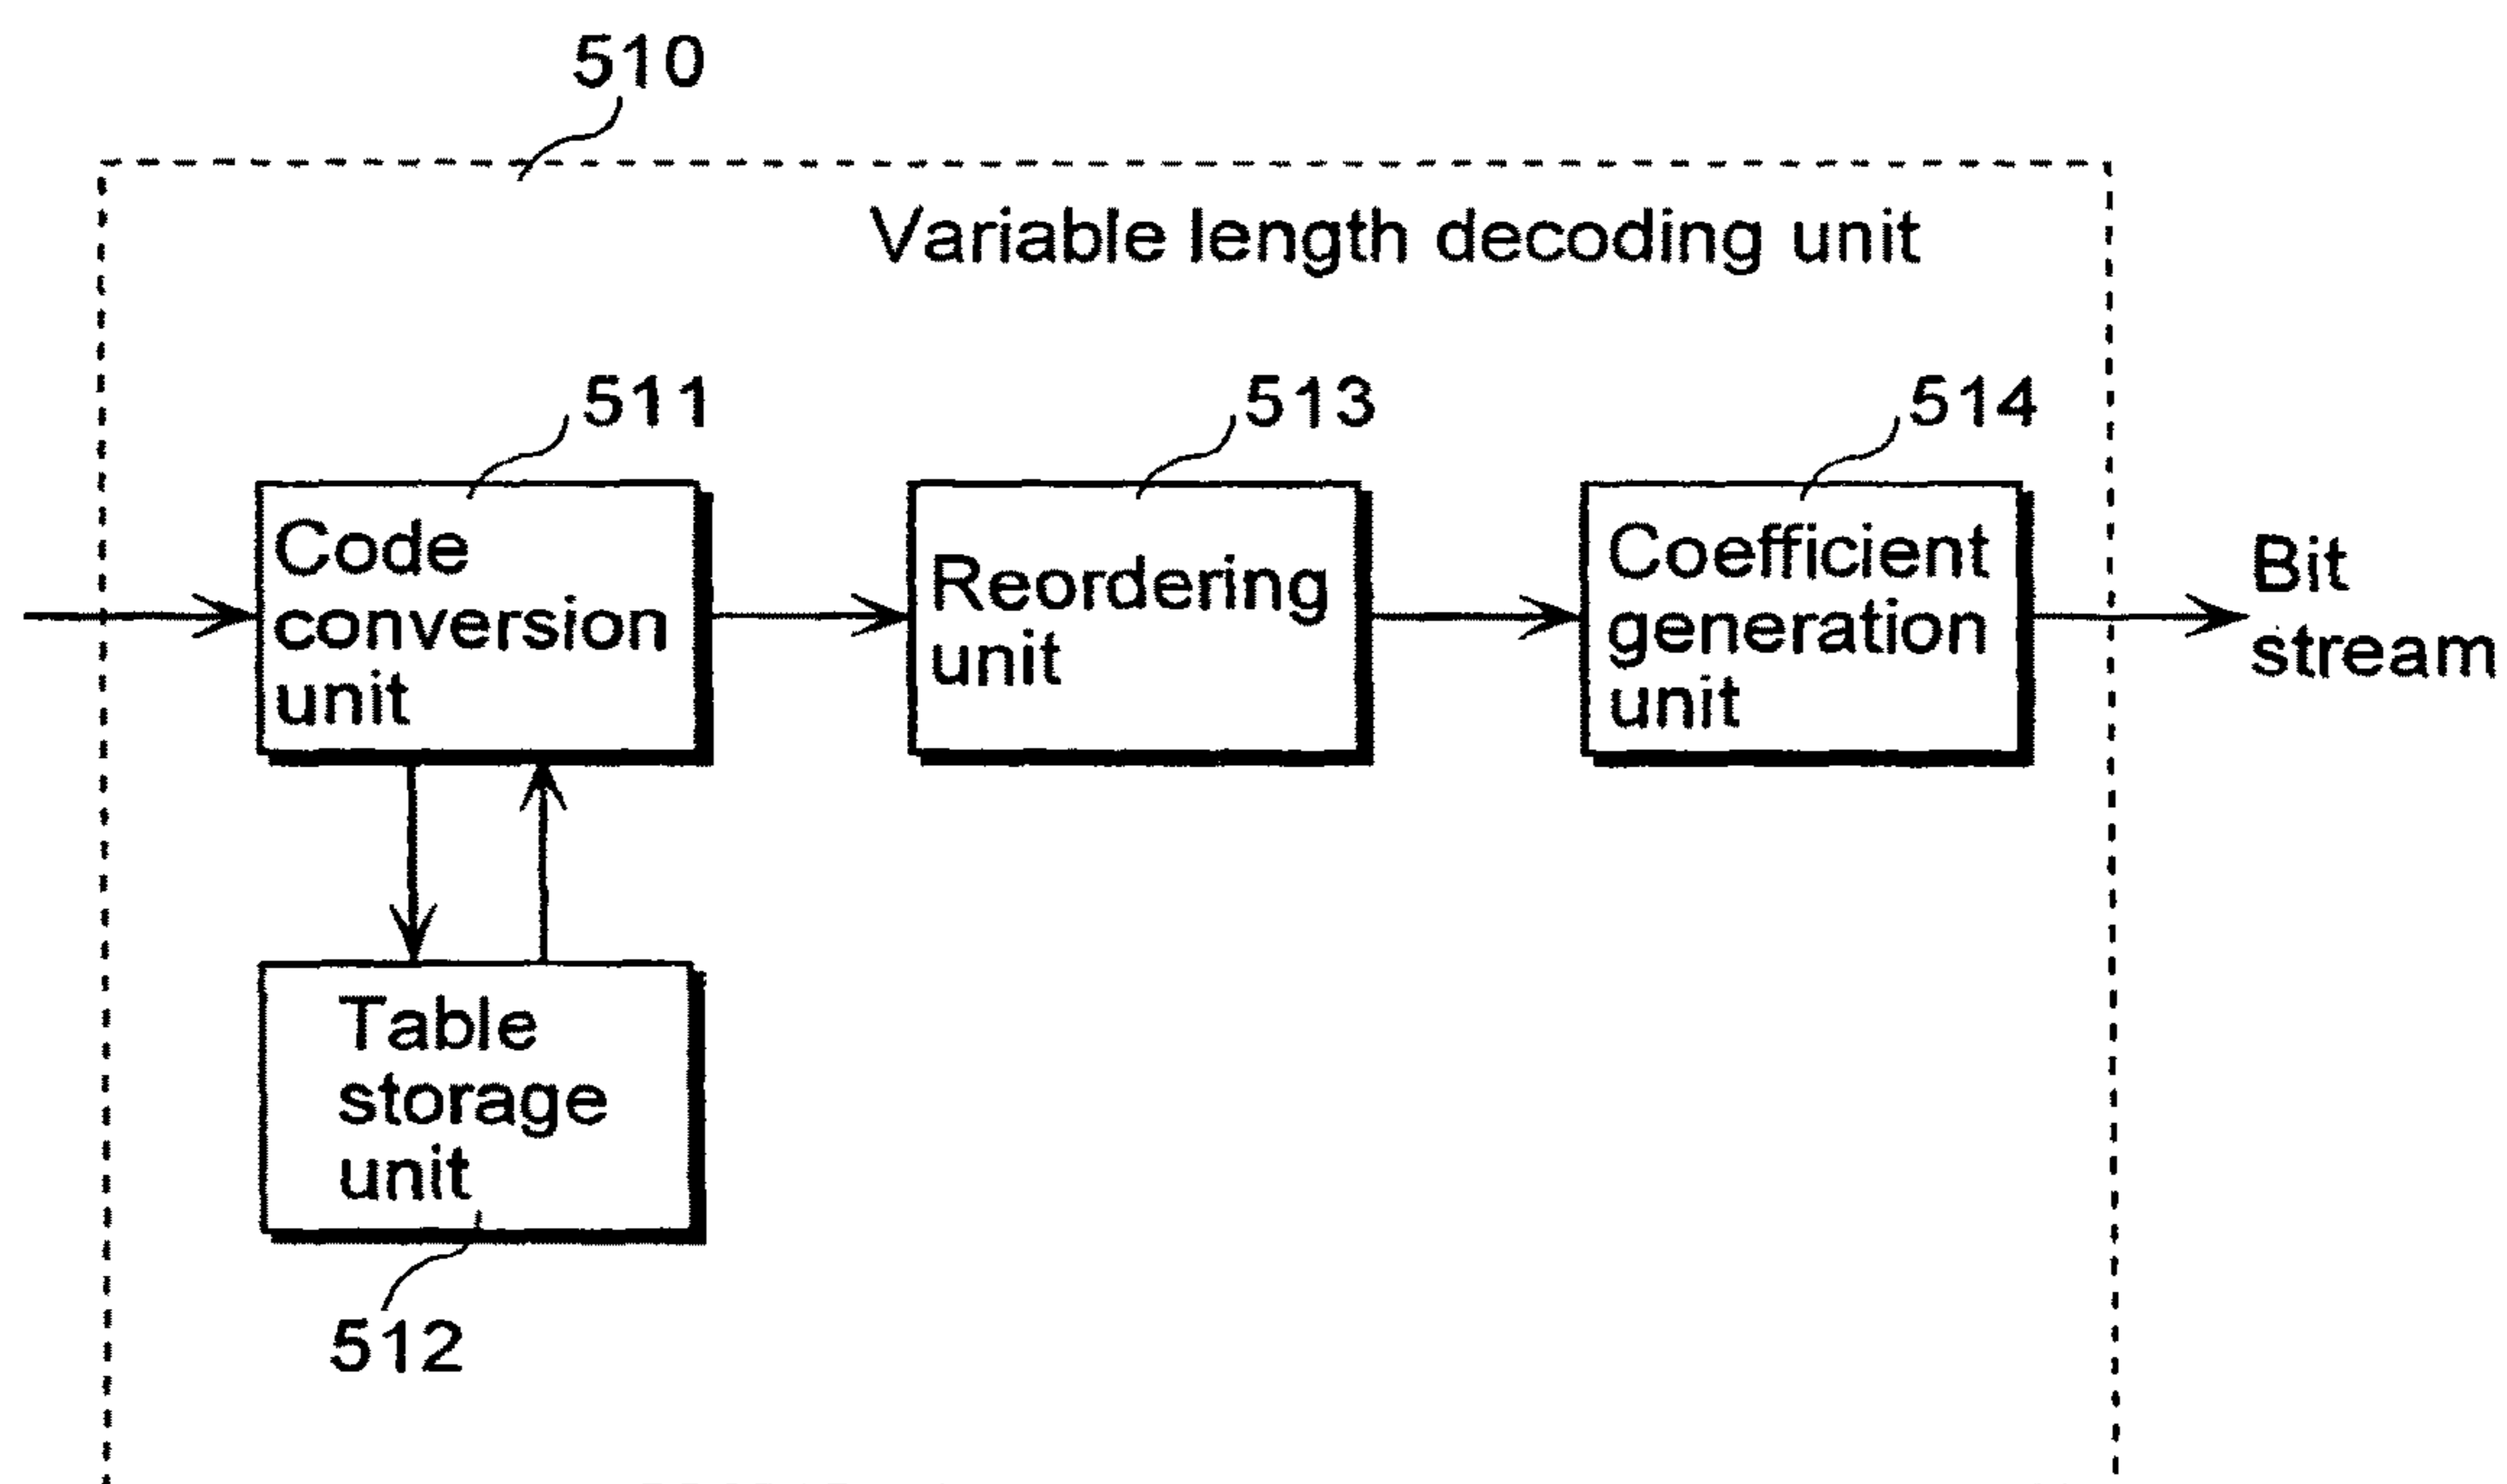 510
Variable length decoding unit
511
513
514
Code
conversion
unit
Reordering
unit
Coefficient
generation
unit
Bit
stream
Table
storage
unit
512